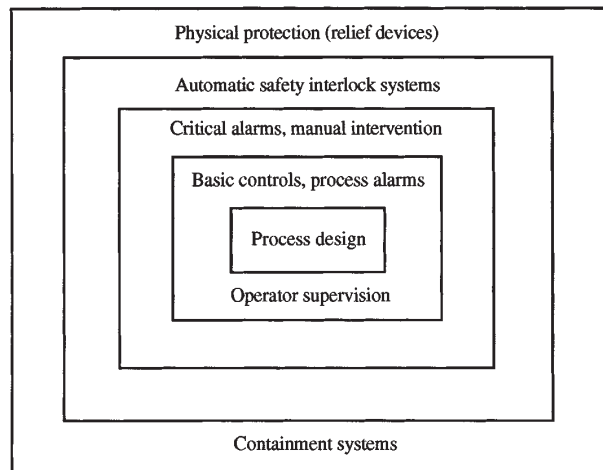 Physical protection (relief devices)
Automatic safety interlock systems
Critical alarms, manual intervention
Basic controls, process alarms
Process design
Operator supervision
Containment systems